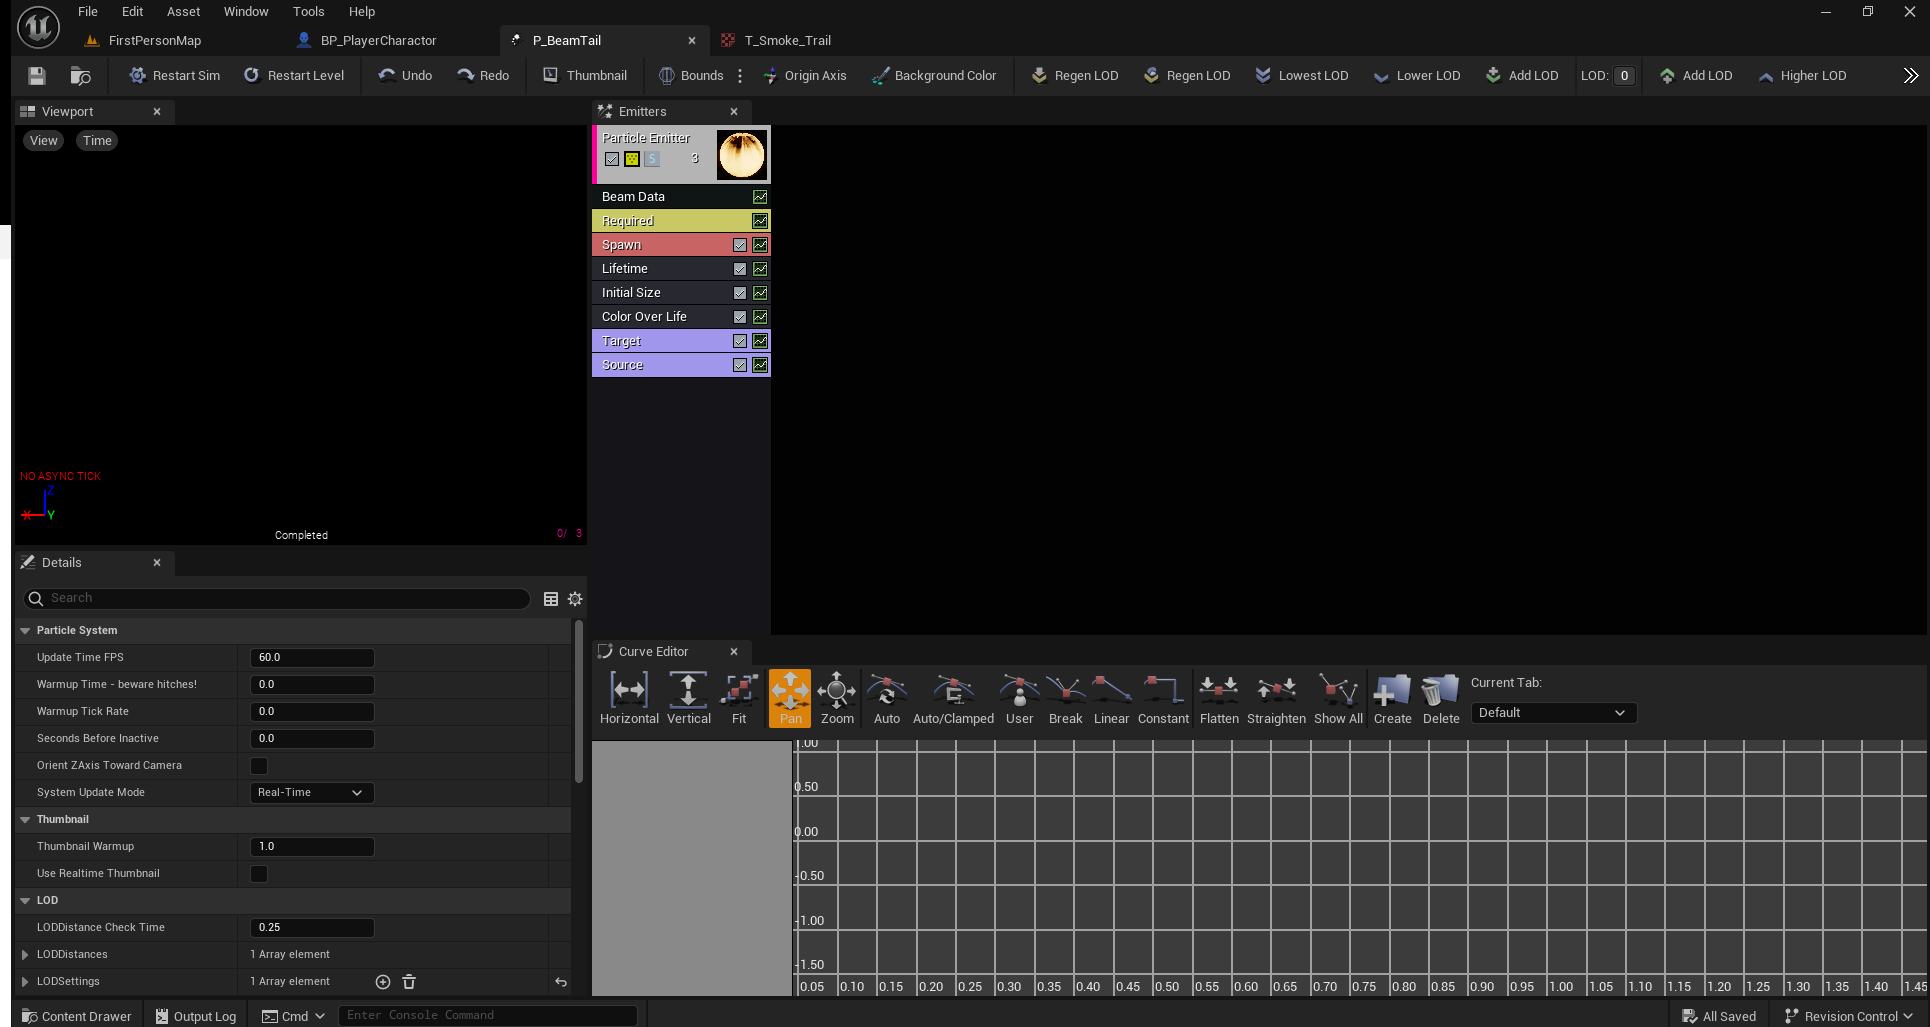 File Edit Asset Window Tools Help
FirstPersonMap BP_PlayerCharactor P_BeamTail T_Smoke_Trail
Restart Sim Restart Level Undo Redo Thumbnail Bounds Origin Axis Background Color Regen LOD Regen LOD Lowest LOD Lower LOD Add LOD LOD: 0 Add LOD Higher LOD
Viewport
View Time
NO ASYNC TICK
Z
X Y
Completed 0/ 3
Emitters
Particle Emitter
S 3
Beam Data
Required
Spawn
Lifetime
Initial Size
Color Over Life
Target
Source
Details
Search
Particle System
Update Time FPS 60.0
Warmup Time - beware hitches! 0.0
Warmup Tick Rate 0.0
Seconds Before Inactive 0.0
Orient ZAxis Toward Camera
System Update Mode Real-Time
Thumbnail
Thumbnail Warmup 1.0
Use Realtime Thumbnail
LOD
LODDistance Check Time 0.25
LODDistances 1 Array element
LODSettings 1 Array element
Curve Editor
Horizontal Vertical Fit Pan Zoom Auto Auto/Clamped User Break Linear Constant Flatten Straighten Show All Create Delete
Current Tab:
Default
1.00
0.50
0.00
-0.50
-1.00
-1.50
0.05 0.10 0.15 0.20 0.25 0.30 0.35 0.40 0.45 0.50 0.55 0.60 0.65 0.70 0.75 0.80 0.85 0.90 0.95 1.00 1.05 1.10 1.15 1.20 1.25 1.30 1.35 1.40 1.45
Content Drawer Output Log Cmd Enter Console Command All Saved Revision Control